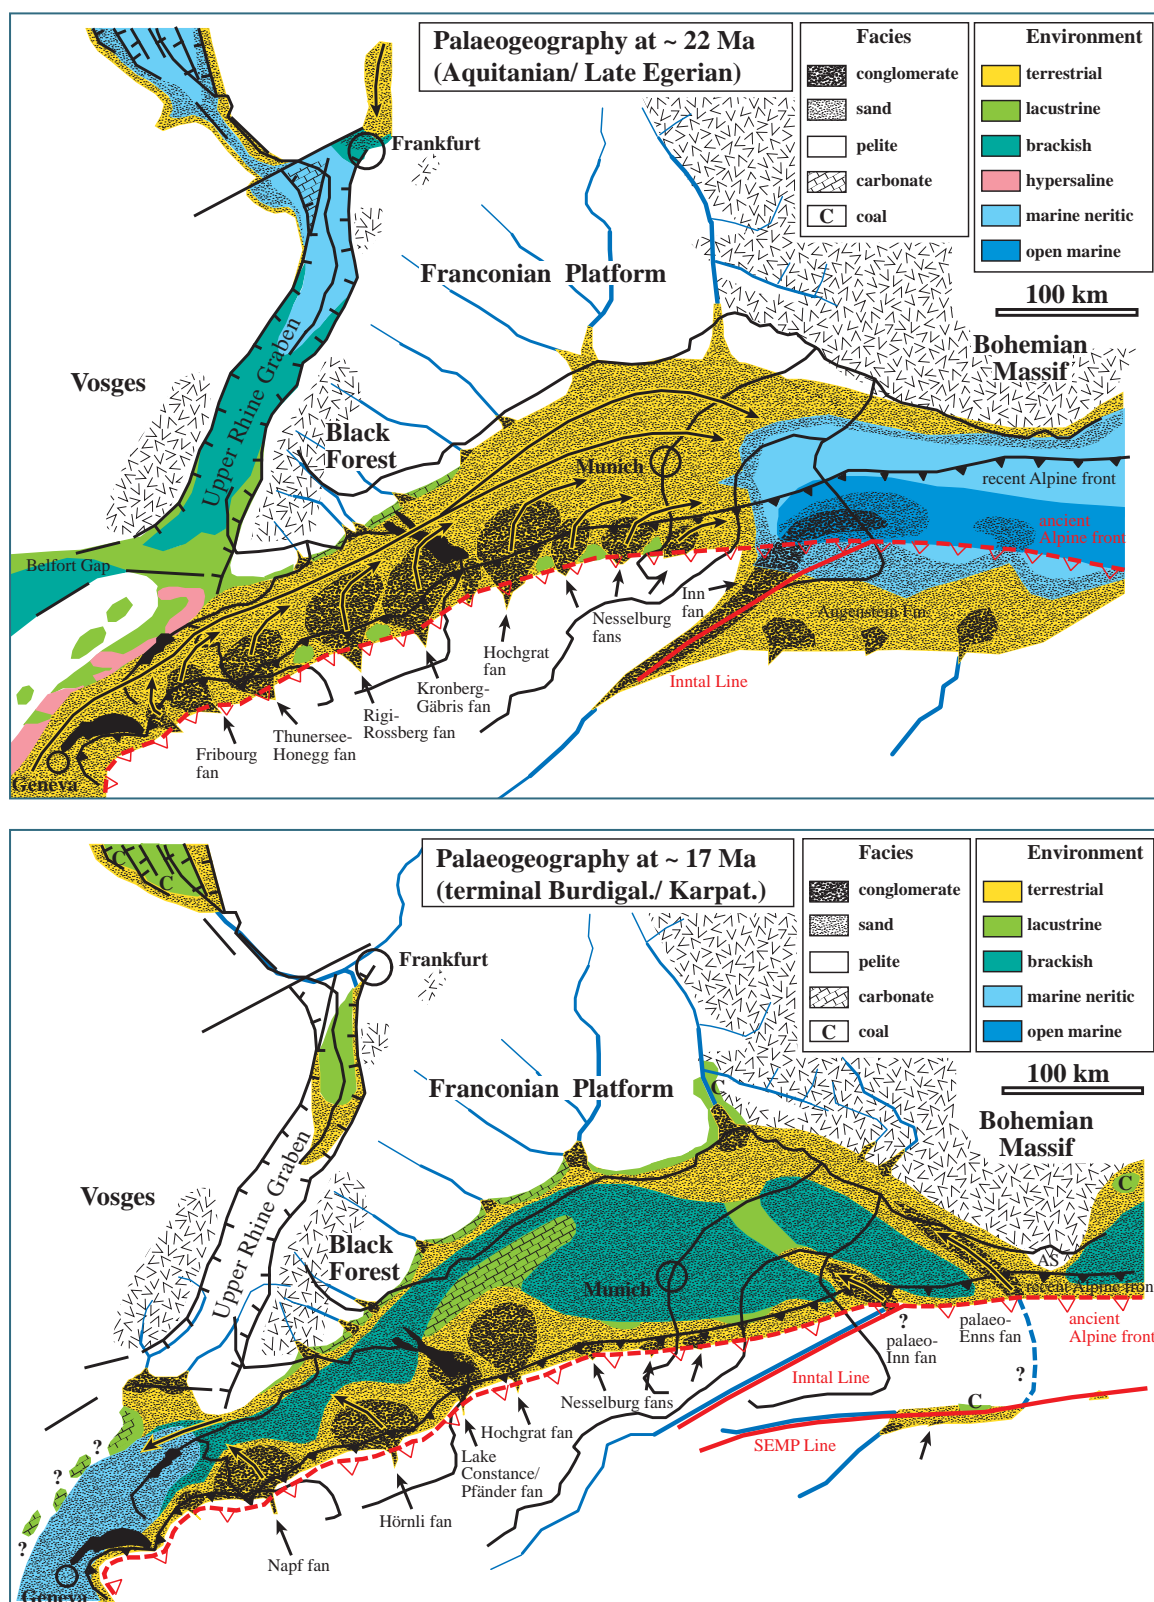 Palaeogeography at ~ 22 Ma
(Aquitanian/ Late Egerian)
Facies
conglomerate
sand
pelite
carbonate
C coal
Environment
terrestrial
lacustrine
brackish
hypersaline
marine neritic
open marine
100 km
Frankfurt
Franconian Platform
Bohemian
Massif
Vosges
Upper Rhine Graben
Black
Forest
Munich
recent Alpine front
ancient
Alpine front
Belfort Gap
Augenstein Fm.
Inn
fan
Nesselburg
fans
Hochgrat
fan
Inntal Line
Kronberg-
Gäbris fan
Rigi-
Rossberg fan
Thunersee-
Honegg fan
Fribourg
fan
Geneva
Palaeogeography at ~ 17 Ma
(terminal Burdigal./ Karpat.)
Facies
conglomerate
sand
pelite
carbonate
C coal
Environment
terrestrial
lacustrine
brackish
marine neritic
open marine
100 km
C
C
Frankfurt
Franconian Platform
C
Bohemian
Massif
C
Vosges
Upper Rhine Graben
Black
Forest
AS
Munich
recent Alpine front
ancient
Alpine front
?
palaeo-
Inn fan
palaeo-
Enns fan
Inntal Line
?
Nesselburg fans
C
SEMP Line
Hochgrat fan
Lake
Constance/
Pfänder fan
?
?
?
?
Hörnli fan
Napf fan
Geneva